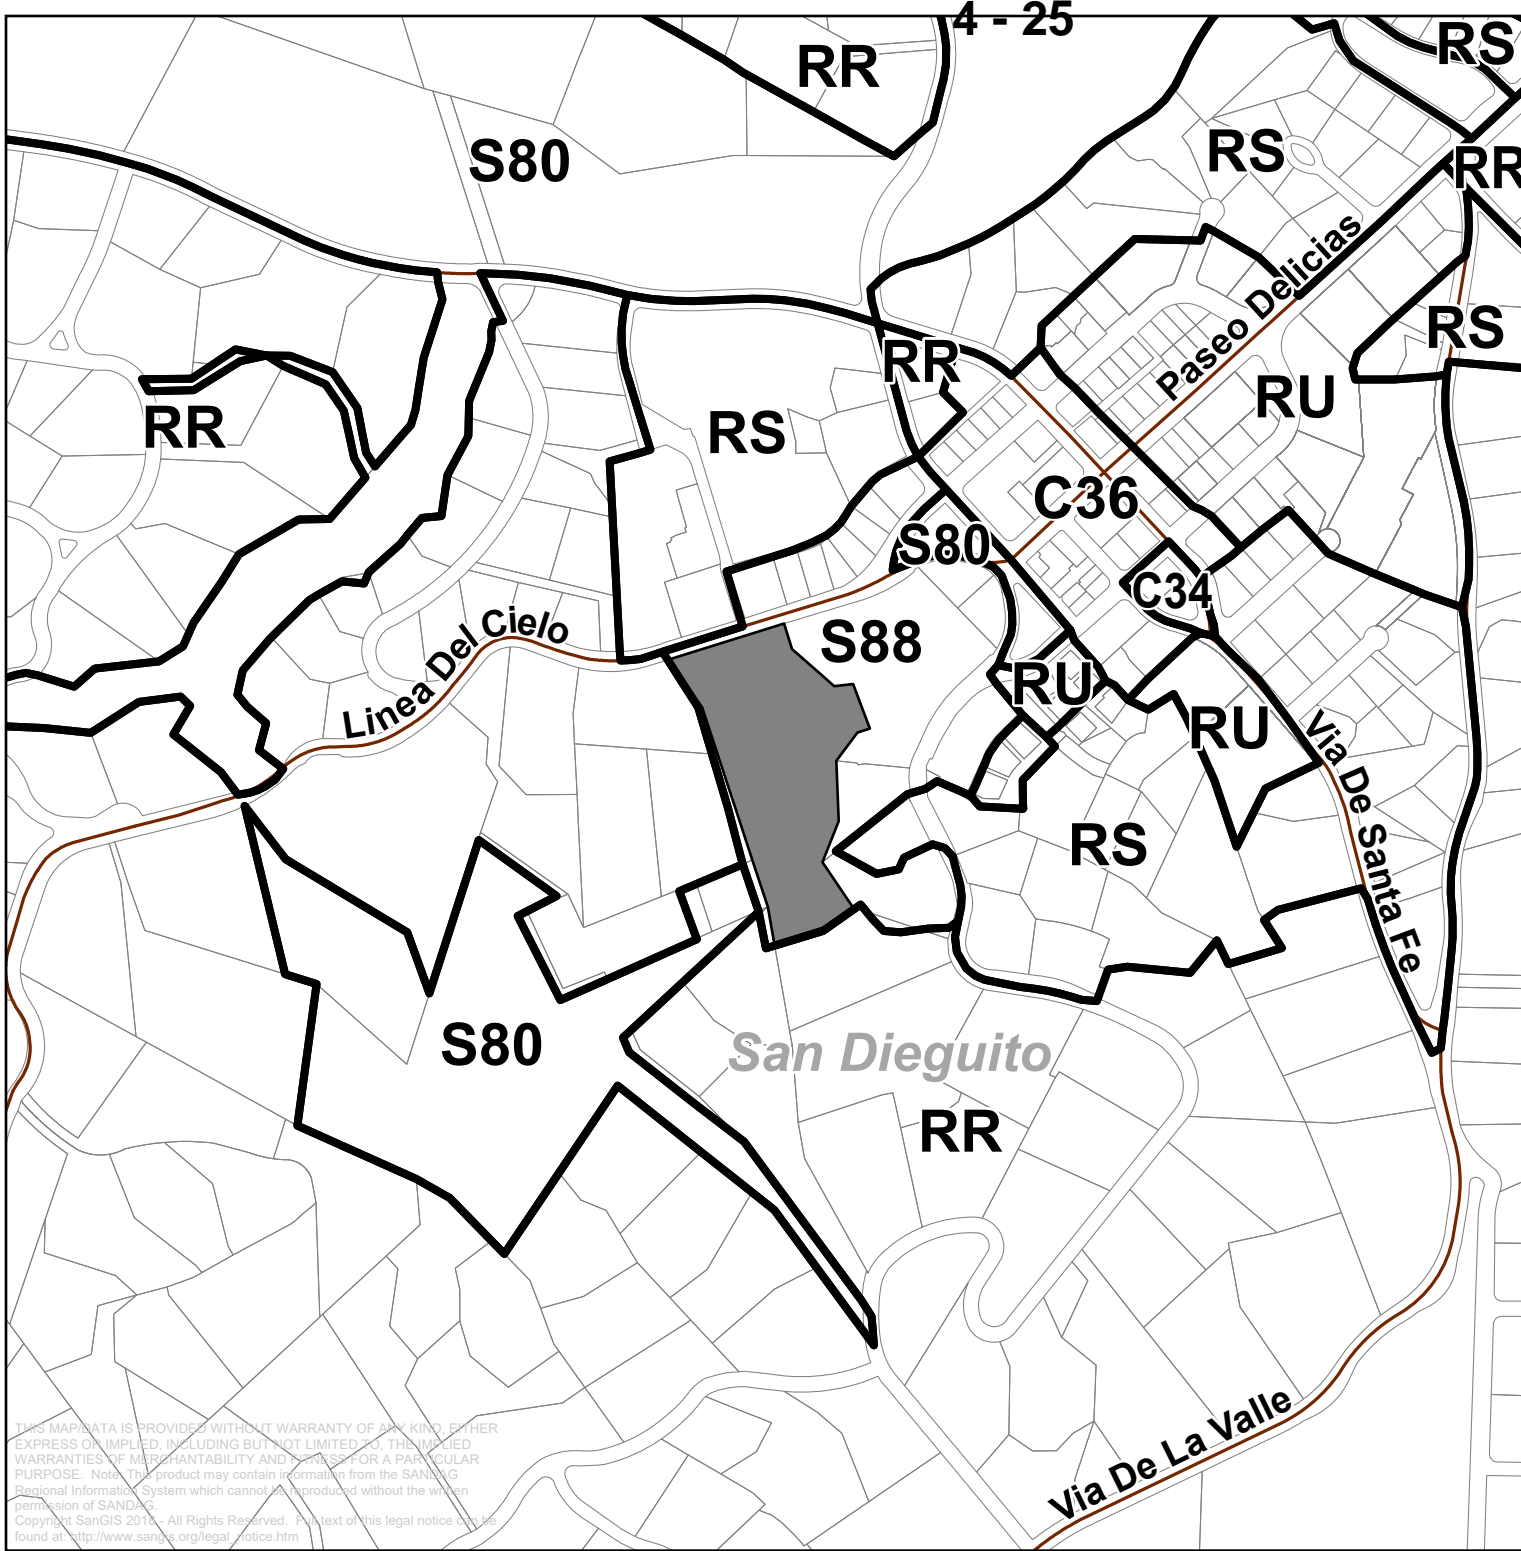 4 - 25
RR
RS
S80
RS
RR
Paseo Delicias
RS
RR
RU
RR
RS
C36
S80
C34
Linea Del Cielo
S88
RU
RU
Via De Santa Fe
RS
S80
San Dieguito
RR
Via De La Valle
THIS MAP/DATA IS PROVIDED WITHOUT WARRANTY OF ANY KIND, EITHER
EXPRESS OR IMPLIED, INCLUDING BUT NOT LIMITED TO, THE IMPLIED
WARRANTIES OF MERCHANTABILITY AND FITNESS FOR A PARTICULAR
PURPOSE. Note: This product may contain information from the SANDAG
Regional Information System which cannot be reproduced without the written
permission of SANDAG.
Copyright SanGIS 2018 - All Rights Reserved. Full text of this legal notice can be
found at: http://www.sangis.org/legal_notice.htm